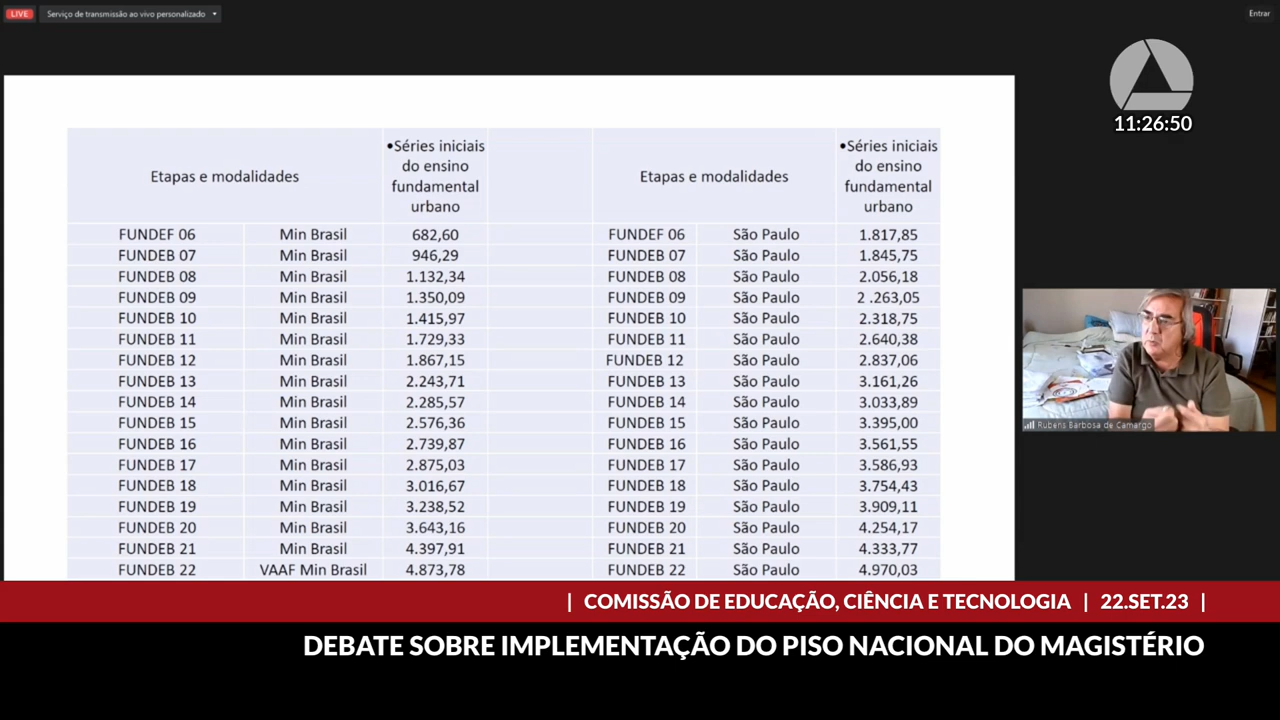 LIVE Serviço de transmissão ao vivo personalizado
Entrar
11:26:50
Etapas e modalidades
•Séries iniciais
do ensino
fundamental
urbano
Etapas e modalidades
•Séries iniciais
do ensino
fundamental
urbano
FUNDEF 06 Min Brasil 682,60 FUNDEF 06 São Paulo 1.817,85
FUNDEB 07 Min Brasil 946,29 FUNDEB 07 São Paulo 1.845,75
FUNDEB 08 Min Brasil 1.132,34 FUNDEB 08 São Paulo 2.056,18
FUNDEB 09 Min Brasil 1.350,09 FUNDEB 09 São Paulo 2 .263,05
FUNDEB 10 Min Brasil 1.415,97 FUNDEB 10 São Paulo 2.318,75
FUNDEB 11 Min Brasil 1.729,33 FUNDEB 11 São Paulo 2.640,38
FUNDEB 12 Min Brasil 1.867,15 FUNDEB 12 São Paulo 2.837,06
FUNDEB 13 Min Brasil 2.243,71 FUNDEB 13 São Paulo 3.161,26
FUNDEB 14 Min Brasil 2.285,57 FUNDEB 14 São Paulo 3.033,89
FUNDEB 15 Min Brasil 2.576,36 FUNDEB 15 São Paulo 3.395,00
FUNDEB 16 Min Brasil 2.739,87 FUNDEB 16 São Paulo 3.561,55
FUNDEB 17 Min Brasil 2.875,03 FUNDEB 17 São Paulo 3.586,93
FUNDEB 18 Min Brasil 3.016,67 FUNDEB 18 São Paulo 3.754,43
FUNDEB 19 Min Brasil 3.238,52 FUNDEB 19 São Paulo 3.909,11
FUNDEB 20 Min Brasil 3.643,16 FUNDEB 20 São Paulo 4.254,17
FUNDEB 21 Min Brasil 4.397,91 FUNDEB 21 São Paulo 4.333,77
FUNDEB 22 VAAF Min Brasil 4.873,78 FUNDEB 22 São Paulo 4.970,03
Rubens Barbosa de Camargo
| COMISSÃO DE EDUCAÇÃO, CIÊNCIA E TECNOLOGIA | 22.SET.23 |
DEBATE SOBRE IMPLEMENTAÇÃO DO PISO NACIONAL DO MAGISTÉRIO